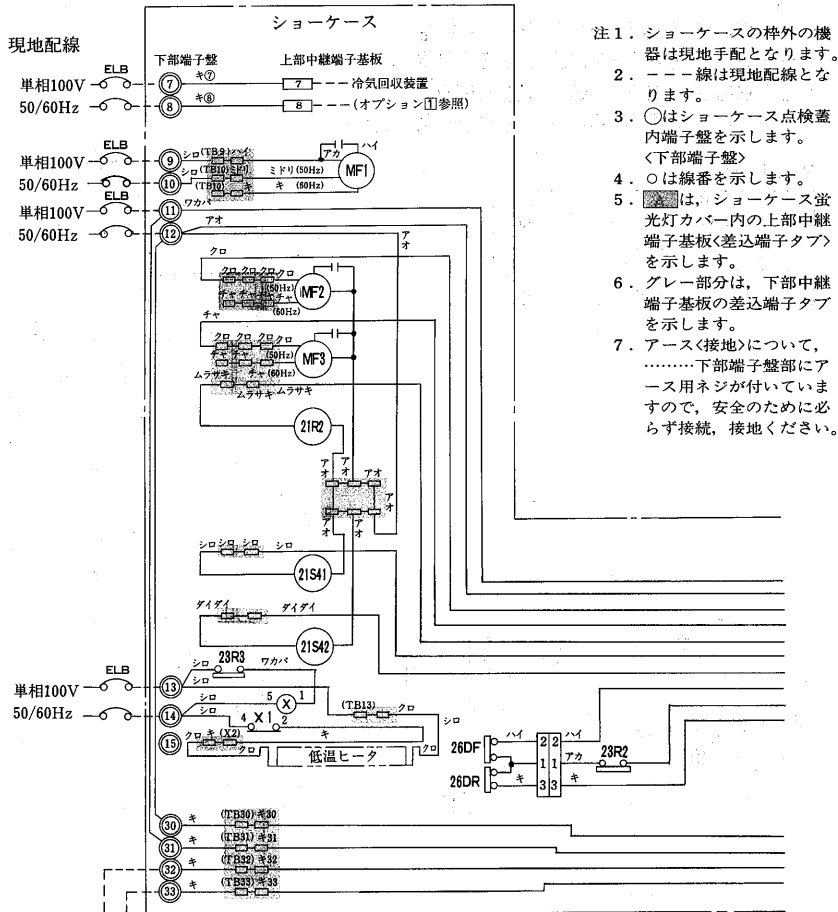 ショーケース
現地配線
下部端子盤
上部中継端子基板
ELB
単相100V
50/60Hz
7
キ⑦
7
冷気回収装置
8
キ⑧
8
(オプション1参照)
ELB
単相100V
50/60Hz
9
シロ (TB9) ハイ
アカ
ハイ
10
シロ (TB10) ミドリ
ミドリ(50Hz)
MF1
(TB10) キ
キ (60Hz)
ELB
単相100V
50/60Hz
11
ワカバ
12
アオ
アオ
クロ
クロ クロ クロ クロ
(50Hz)
MF2
チャ チャ チャ
(60Hz)
チャ
クロ クロ クロ クロ
チャ チャ (50Hz)
MF3
チャ (60Hz)
ムラサキ
ムラサキ ムラサキ
21R2
アオ
アオ
アオ
アオ
アオ
アオ
アオ
シロ シロ シロ
21S41
ダイダイ
ダイダイ
21S42
ELB
単相100V
50/60Hz
13
シロ
23R3
ワカバ
シロ
14
シロ
5
X
1
4
X1
2
(TB13)
クロ
シロ
15
クロ キ (X2)
キ
クロ
低温ヒータ
クロ
26DF
ハイ
2 2
ハイ
1 1
アカ
23R2
26DR
キ
3 3
キ
30
キ
(TB30) キ30
31
キ
(TB31) キ31
32
キ
(TB32) キ32
33
キ
(TB33) キ33
注1．ショーケースの枠外の機
器は現地手配となります。
2．－－－線は現地配線とな
ります。
3．○はショーケース点検蓋
内端子盤を示します。
〈下部端子盤〉
4．○は線番を示します。
5．Aは，ショーケース蛍
光灯カバー内の上部中継
端子基板〈差込端子タブ〉
を示します。
6．グレー部分は，下部中継
端子基板の差込端子タブ
を示します。
7．アース〈接地〉について，
………下部端子盤部にア
ース用ネジが付いていま
すので，安全のために必
らず接続，接地ください。